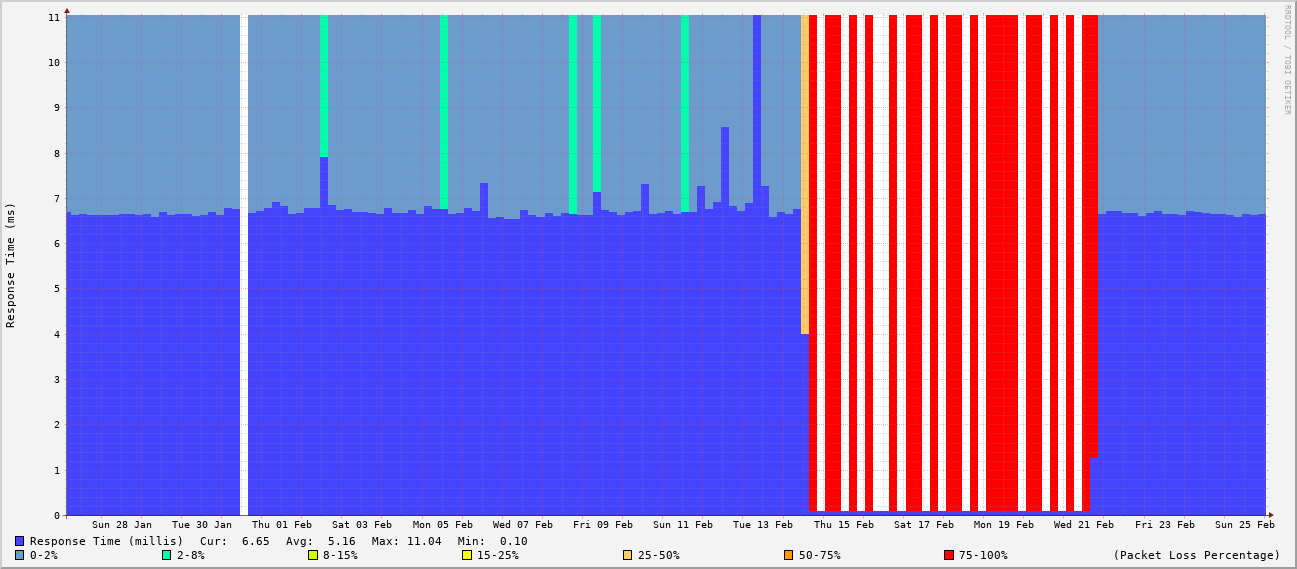 RRDTOOL / TOBI OETIKER
Response Time (ms)
11
10
9
8
7
6
5
4
3
2
1
0
Sun 28 Jan Tue 30 Jan Thu 01 Feb Sat 03 Feb Mon 05 Feb Wed 07 Feb Fri 09 Feb Sun 11 Feb Tue 13 Feb Thu 15 Feb Sat 17 Feb Mon 19 Feb Wed 21 Feb Fri 23 Feb Sun 25 Feb
Response Time (millis) Cur: 6.65 Avg: 5.16 Max: 11.04 Min: 0.10
0-2% 2-8% 8-15% 15-25% 25-50% 50-75% 75-100% (Packet Loss Percentage)